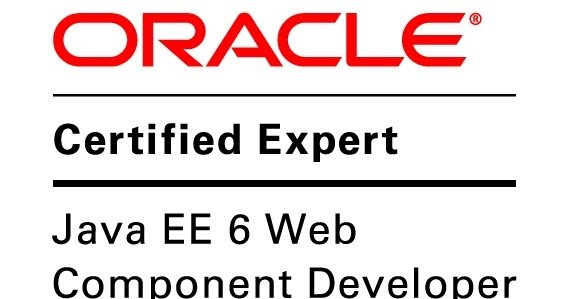 ORACLE®
Certified Expert
Java EE 6 Web
Component Developer